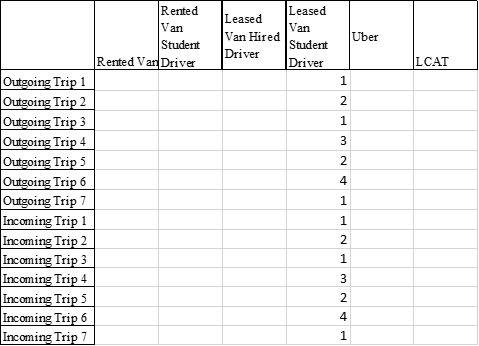 Rented Van
Rented Van Student Driver
Leased Van Hired Driver
Leased Van Student Driver
Uber
LCAT
Outgoing Trip 1 1
Outgoing Trip 2 2
Outgoing Trip 3 1
Outgoing Trip 4 3
Outgoing Trip 5 2
Outgoing Trip 6 4
Outgoing Trip 7 1
Incoming Trip 1 1
Incoming Trip 2 2
Incoming Trip 3 1
Incoming Trip 4 3
Incoming Trip 5 2
Incoming Trip 6 4
Incoming Trip 7 1